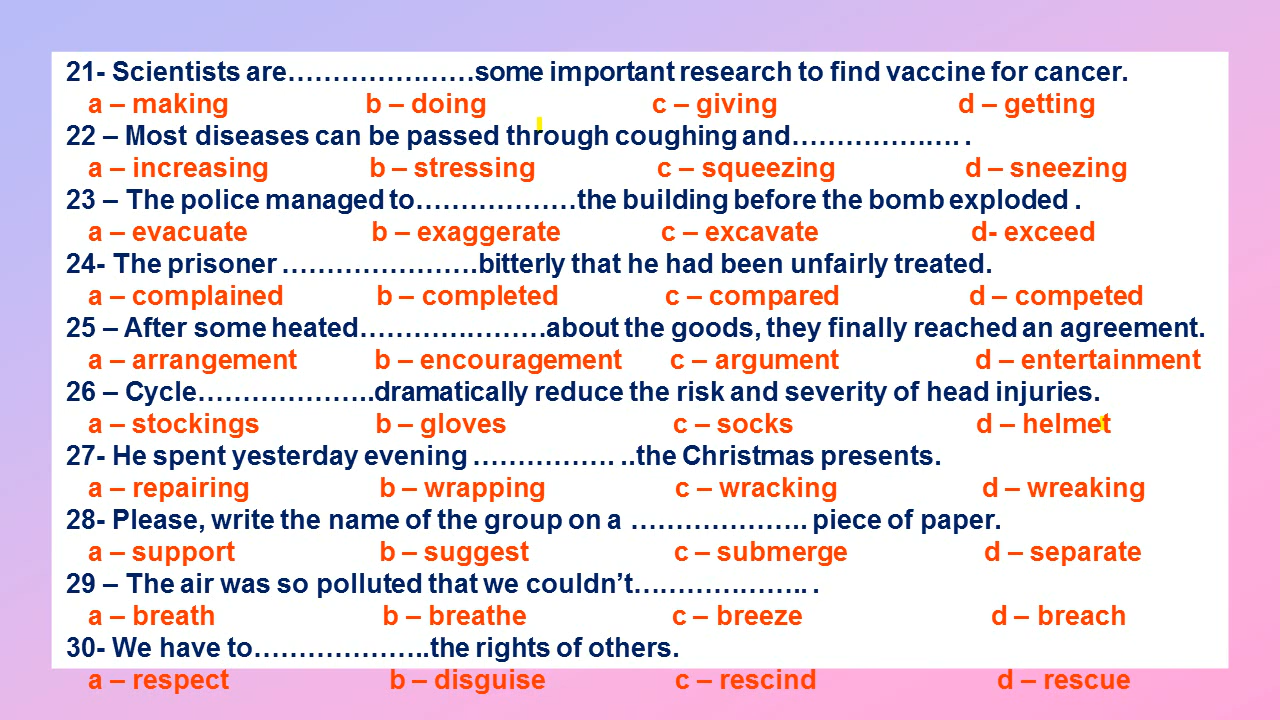 21- Scientists are…………………some important research to find vaccine for cancer.
a – making b – doing c – giving d – getting
22 – Most diseases can be passed through coughing and………………. .
a – increasing b – stressing c – squeezing d – sneezing
23 – The police managed to………………the building before the bomb exploded .
a – evacuate b – exaggerate c – excavate d- exceed
24- The prisoner ………………….bitterly that he had been unfairly treated.
a – complained b – completed c – compared d – competed
25 – After some heated…………………about the goods, they finally reached an agreement.
a – arrangement b – encouragement c – argument d – entertainment
26 – Cycle………………..dramatically reduce the risk and severity of head injuries.
a – stockings b – gloves c – socks d – helmet
27- He spent yesterday evening ……………. ..the Christmas presents.
a – repairing b – wrapping c – wracking d – wreaking
28- Please, write the name of the group on a ……………….. piece of paper.
a – support b – suggest c – submerge d – separate
29 – The air was so polluted that we couldn’t……………….. .
a – breath b – breathe c – breeze d – breach
30- We have to………………..the rights of others.
a – respect b – disguise c – rescind d – rescue